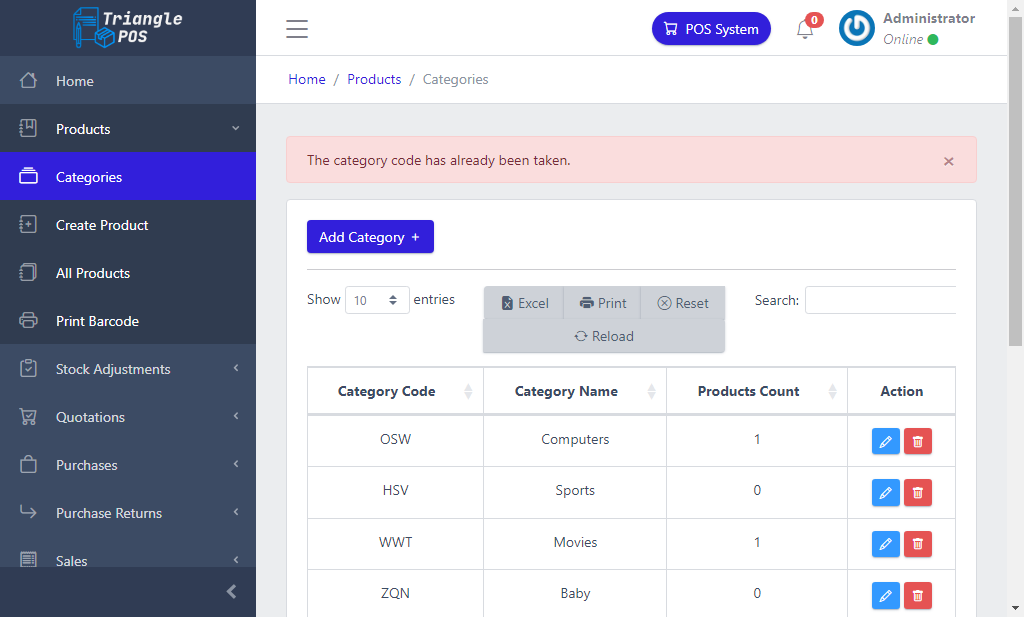 Triangle
POS
POS System
0
Administrator
Online
Home
Products
Categories
Create Product
All Products
Print Barcode
Stock Adjustments
Quotations
Purchases
Purchase Returns
Sales
Home / Products / Categories
The category code has already been taken. ×
Add Category +
Show 10 entries
Excel Print Reset
Reload
Search:
Category Code Category Name Products Count Action
OSW Computers 1
HSV Sports 0
WWT Movies 1
ZQN Baby 0